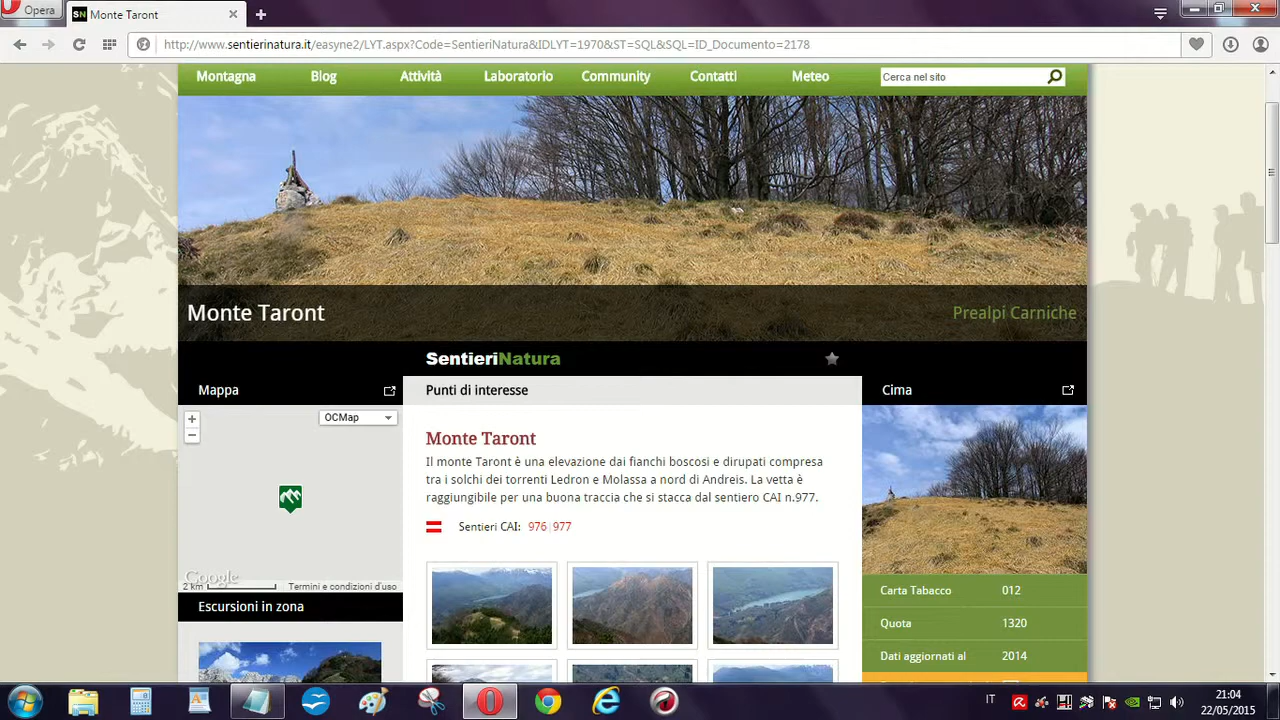 Opera
SN Monte Taront
http://www.sentierinatura.it/easyne2/LYT.aspx?Code=SentieriNatura&IDLYT=1970&ST=SQL&SQL=ID_Documento=2178
Montagna Blog Attività Laboratorio Community Contatti Meteo Cerca nel sito
Monte Taront Prealpi Carniche
SentieriNatura
Mappa Punti di interesse Cima
OCMap
Monte Taront
Il monte Taront è una elevazione dai fianchi boscosi e dirupati compresa
tra i solchi dei torrenti Ledron e Molassa a nord di Andreis. La vetta è
raggiungibile per una buona traccia che si stacca dal sentiero CAI n.977.
Sentieri CAI: 976 | 977
Google
2 km Termini e condizioni d'uso
Escursioni in zona
Carta Tabacco 012
Quota 1320
Dati aggiornati al 2014
IT
21:04
22/05/2015